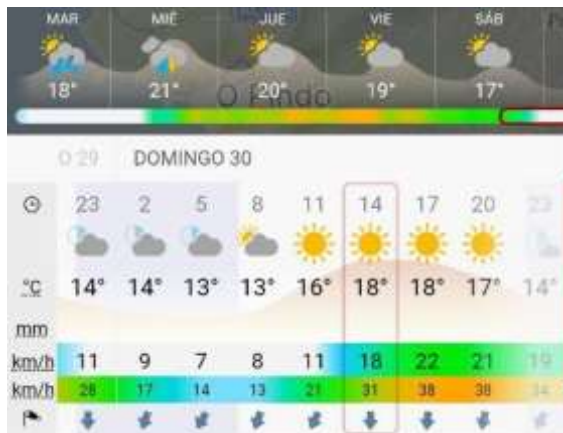 MAR MIÉ JUE VIE SÁB
18° 21° 20° 19° 17°
O Pindo
O 29 DOMINGO 30
23 2 5 8 11 14 17 20 23
°C 14° 14° 13° 13° 16° 18° 18° 17° 14°
mm
km/h 11 9 7 8 11 18 22 21 19
km/h 28 17 14 13 21 31 38 38 34